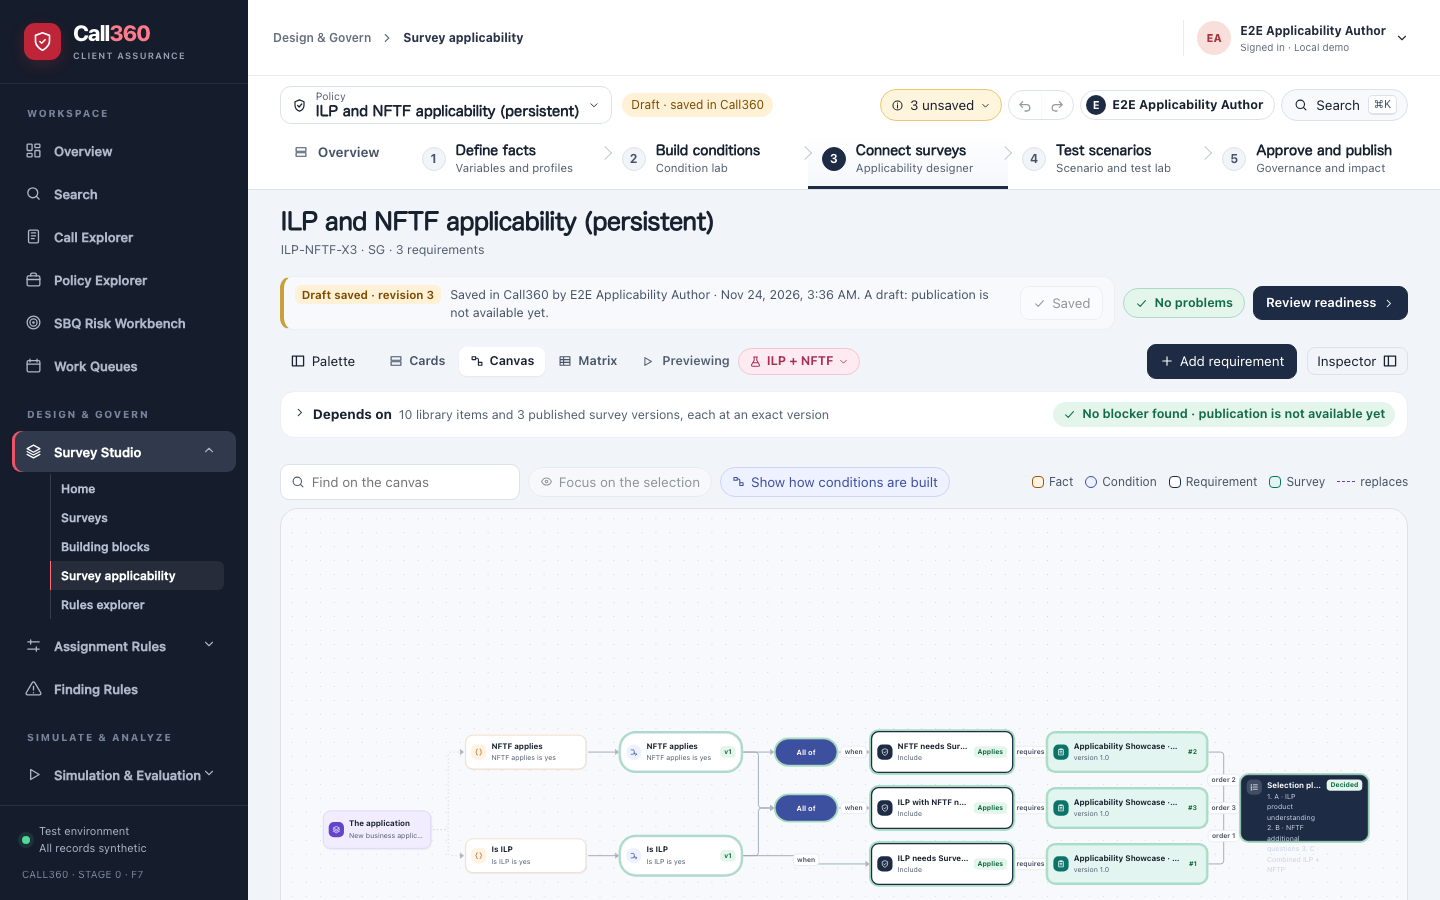 Call360
CLIENT ASSURANCE
WORKSPACE
Overview
Search
Call Explorer
Policy Explorer
SBQ Risk Workbench
Work Queues
DESIGN & GOVERN
Survey Studio
Home
Surveys
Building blocks
Survey applicability
Rules explorer
Assignment Rules
Finding Rules
SIMULATE & ANALYZE
Simulation & Evaluation
Test environment
All records synthetic
CALL360 · STAGE 0 · F7
Design & Govern
Survey applicability
EA
E2E Applicability Author
Signed in · Local demo
Policy
ILP and NFTF applicability (persistent)
Draft · saved in Call360
3 unsaved
E
E2E Applicability Author
Search
⌘K
Overview
1
Define facts
Variables and profiles
2
Build conditions
Condition lab
3
Connect surveys
Applicability designer
4
Test scenarios
Scenario and test lab
5
Approve and publish
Governance and impact
ILP and NFTF applicability (persistent)
ILP-NFTF-X3 · SG · 3 requirements
Draft saved · revision 3
Saved in Call360 by E2E Applicability Author · Nov 24, 2026, 3:36 AM. A draft: publication is
not available yet.
Saved
No problems
Review readiness
Palette
Cards
Canvas
Matrix
Previewing
ILP + NFTF
Add requirement
Inspector
Depends on
10 library items and 3 published survey versions, each at an exact version
No blocker found · publication is not available yet
Find on the canvas
Focus on the selection
Show how conditions are built
Fact
Condition
Requirement
Survey
replaces
The application
New business applic...
NFTF applies
NFTF applies is yes
Is ILP
Is ILP is yes
NFTF applies
NFTF applies is yes
v1
Is ILP
Is ILP is yes
v1
All of
All of
when
when
when
NFTF needs Sur...
Include
Applies
ILP with NFTF n...
Include
Applies
ILP needs Surve...
Include
Applies
requires
requires
requires
Applicability Showcase ·...
version 1.0
#2
Applicability Showcase ·...
version 1.0
#3
Applicability Showcase · ...
version 1.0
#1
order 2
order 3
order 1
Selection pl...
Decided
1. A · ILP
product
understanding
2. B · NFTF
additional
questions 3. C ·
Combined ILP +
NFTF